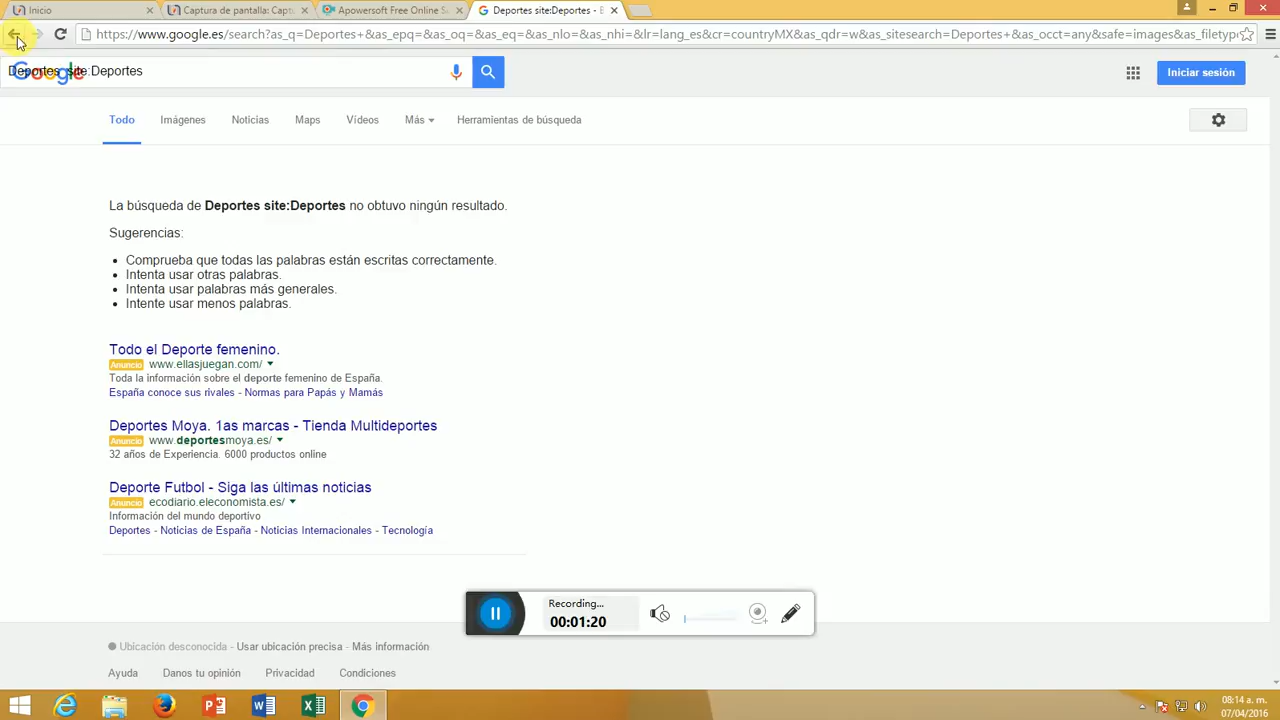 Inicio
Captura de pantalla: Captu
Apowersoft Free Online S
Deportes site:Deportes - B
https://www.google.es/search?as_q=Deportes+&as_epq=&as_oq=&as_eq=&as_nlo=&as_nhi=&lr=lang_es&cr=countryMX&as_qdr=w&as_sitesearch=Deportes+&as_occt=any&safe=images&as_filetyp
Google
Deportes site:Deportes
Iniciar sesión
Todo
Imágenes
Noticias
Maps
Vídeos
Más
Herramientas de búsqueda
La búsqueda de Deportes site:Deportes no obtuvo ningún resultado.
Sugerencias:
Comprueba que todas las palabras están escritas correctamente.
Intenta usar otras palabras.
Intenta usar palabras más generales.
Intente usar menos palabras.
Todo el Deporte femenino.
Anuncio www.ellasjuegan.com/
Toda la información sobre el deporte femenino de España.
España conoce sus rivales - Normas para Papás y Mamás
Deportes Moya. 1as marcas - Tienda Multideportes
Anuncio www.deportesmoya.es/
32 años de Experiencia. 6000 productos online
Deporte Futbol - Siga las últimas noticias
Anuncio ecodiario.eleconomista.es/
Información del mundo deportivo
Deportes - Noticias de España - Noticias Internacionales - Tecnología
Recording...
00:01:20
Ubicación desconocida - Usar ubicación precisa - Más información
Ayuda
Danos tu opinión
Privacidad
Condiciones
08:14 a. m.
07/04/2016